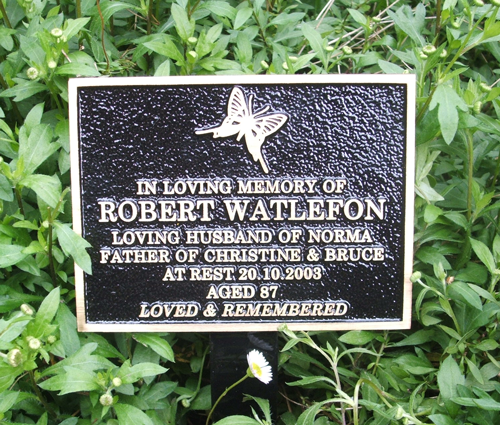 IN LOVING MEMORY OF
ROBERT WATLEFON
LOVING HUSBAND OF NORMA
FATHER OF CHRISTINE & BRUCE
AT REST 20.10.2003
AGED 87
LOVED & REMEMBERED